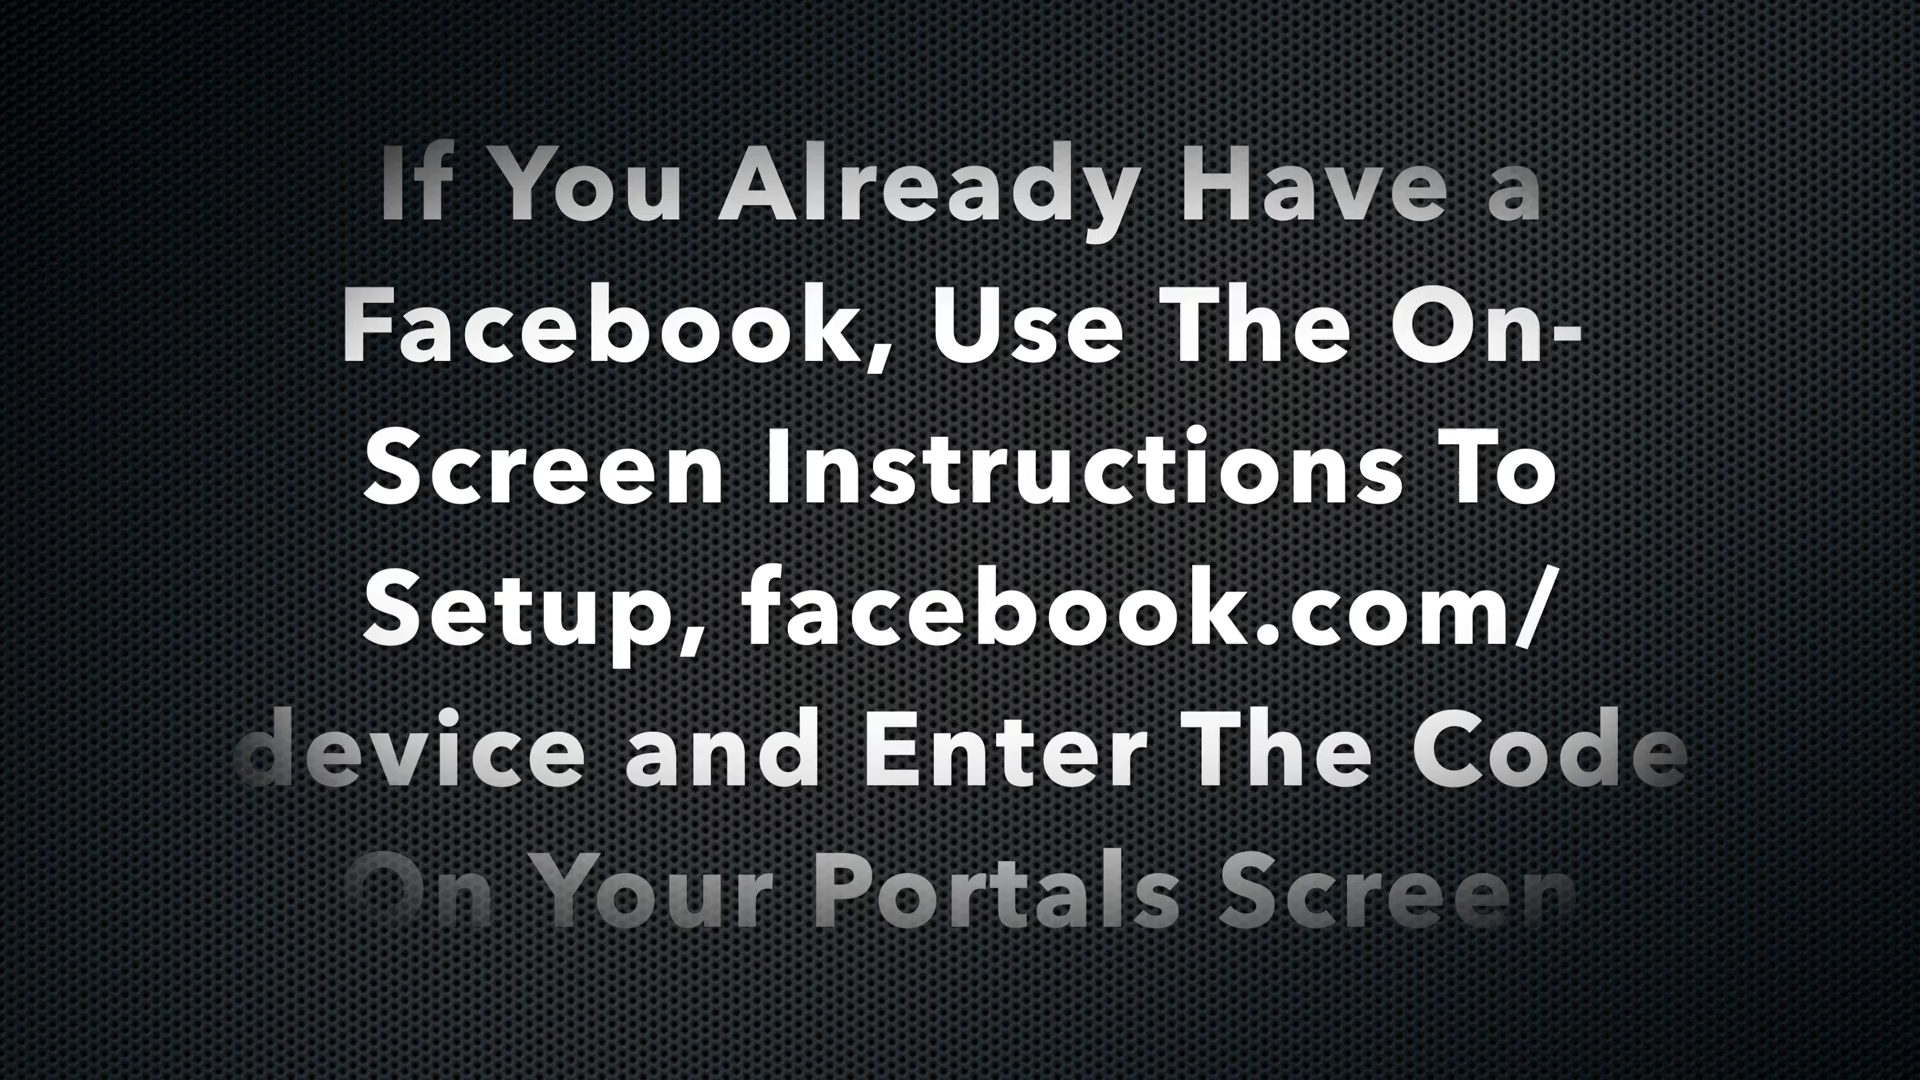 If You Already Have a
Facebook, Use The On-
Screen Instructions To
Setup, facebook.com/
device and Enter The Code
On Your Portals Screen